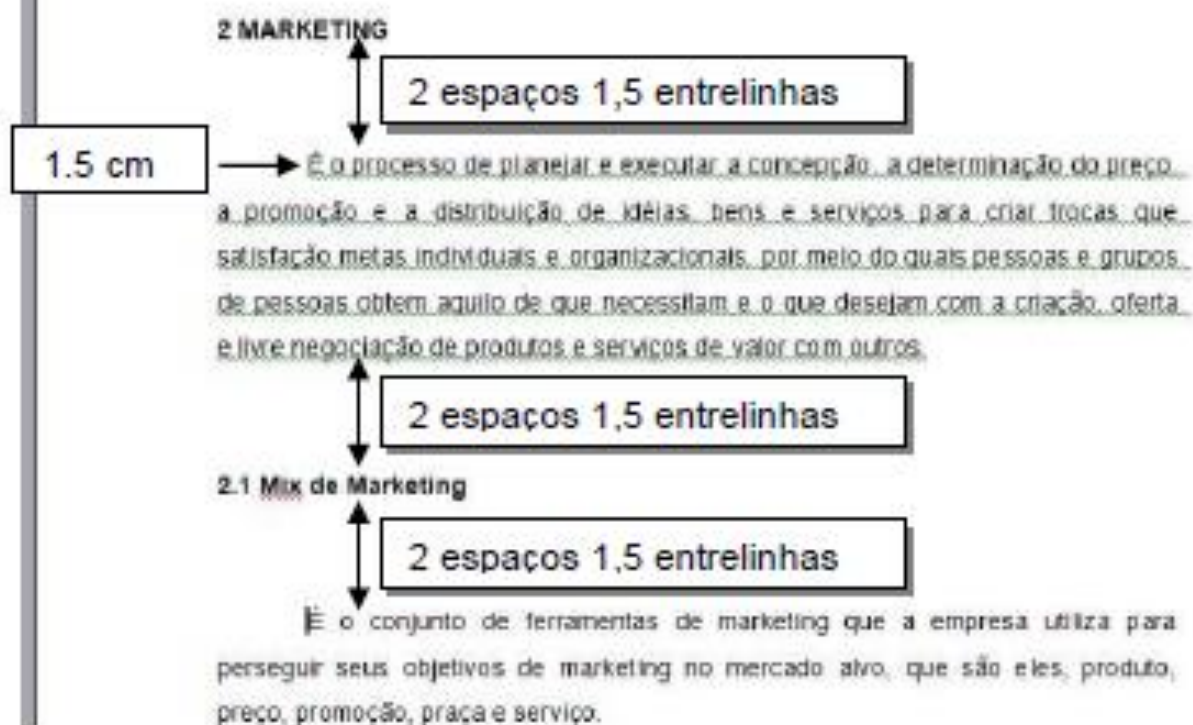 2 MARKETING
2 espaços 1,5 entrelinhas
1.5 cm
É o processo de planejar e executar a concepção, a determinação do preço,
a promoção e a distribuição de idéias, bens e serviços para criar trocas que
satisfação metas individuais e organizacionais, por meio do quais pessoas e grupos
de pessoas obtem aquilo de que necessitam e o que desejam com a criação, oferta
e livre negociação de produtos e serviços de valor com outros.
2 espaços 1,5 entrelinhas
2.1 Mix de Marketing
2 espaços 1,5 entrelinhas
É o conjunto de ferramentas de marketing que a empresa utiliza para
perseguir seus objetivos de marketing no mercado alvo, que são eles, produto,
preço, promoção, praça e serviço.